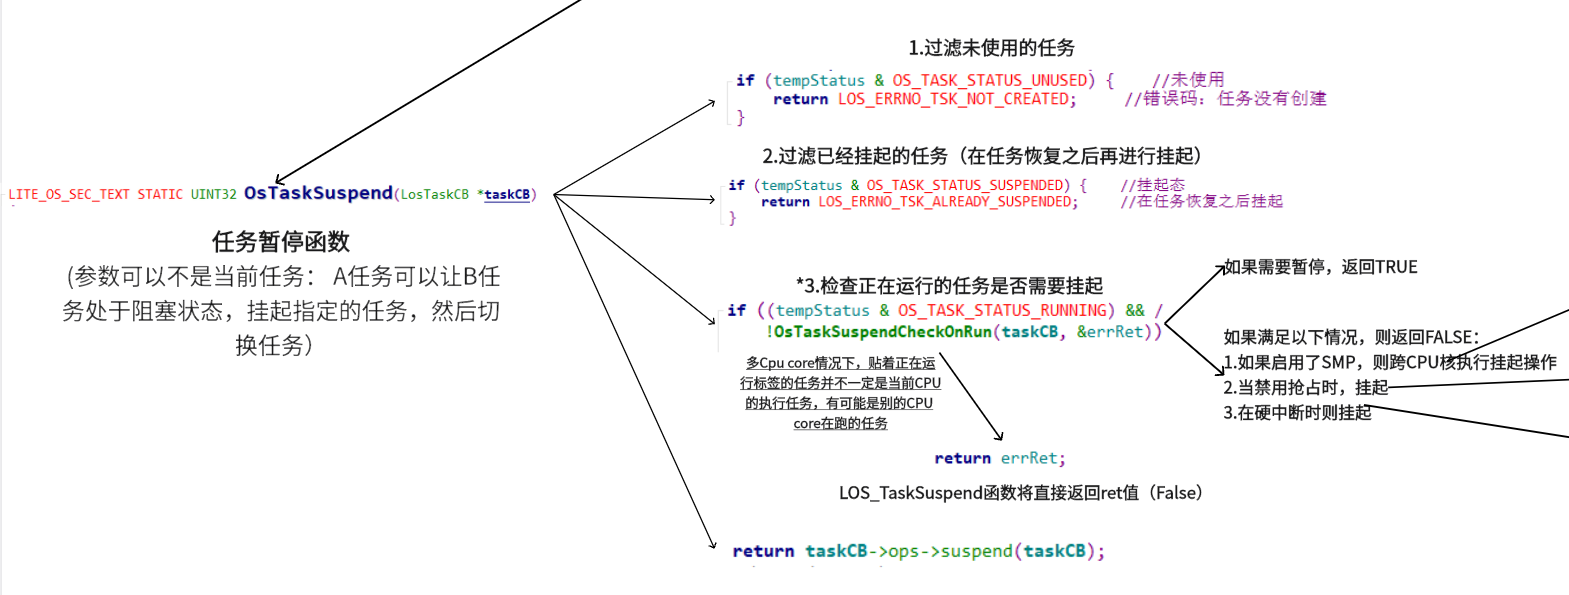 LITE_OS_SEC_TEXT STATIC UINT32 OsTaskSuspend(LosTaskCB *taskCB)
任务暂停函数
(参数可以不是当前任务： A任务可以让B任
务处于阻塞状态，挂起指定的任务，然后切
换任务）
1.过滤未使用的任务
if (tempStatus & OS_TASK_STATUS_UNUSED) { //未使用
return LOS_ERRNO_TSK_NOT_CREATED; //错误码：任务没有创建
}
2.过滤已经挂起的任务（在任务恢复之后再进行挂起）
if (tempStatus & OS_TASK_STATUS_SUSPENDED) { //挂起态
return LOS_ERRNO_TSK_ALREADY_SUSPENDED; //在任务恢复之后挂起
}
*3.检查正在运行的任务是否需要挂起
if ((tempStatus & OS_TASK_STATUS_RUNNING) && /
!OsTaskSuspendCheckOnRun(taskCB, &errRet))
多Cpu core情况下，贴着正在运
行标签的任务并不一定是当前CPU
的执行任务，有可能是别的CPU
core在跑的任务
return errRet;
LOS_TaskSuspend函数将直接返回ret值（False）
如果需要暂停，返回TRUE
如果满足以下情况，则返回FALSE：
1.如果启用了SMP，则跨CPU核执行挂起操作
2.当禁用抢占时，挂起
3.在硬中断时则挂起
return taskCB->ops->suspend(taskCB);